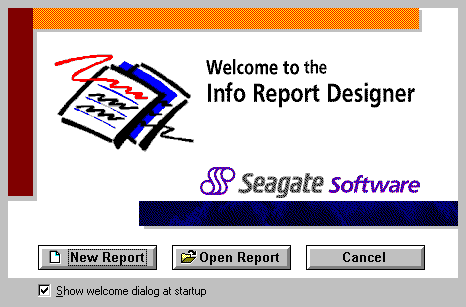 Welcome to the
Info Report Designer
Seagate Software
New Report
Open Report
Cancel
Show welcome dialog at startup